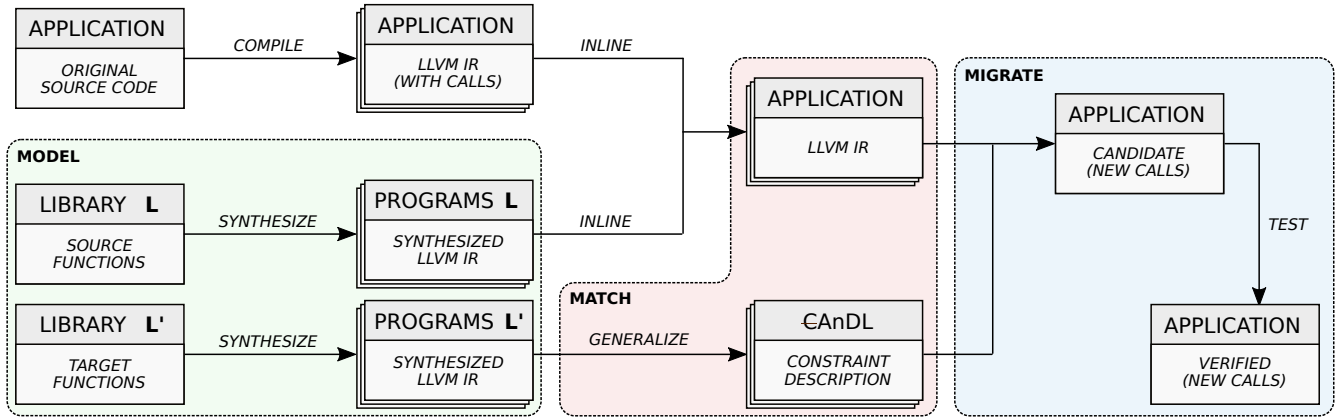 APPLICATION
ORIGINAL
SOURCE CODE
COMPILE
APPLICATION
LLVM IR
(WITH CALLS)
INLINE
MODEL
LIBRARY L
SOURCE
FUNCTIONS
SYNTHESIZE
PROGRAMS L
SYNTHESIZED
LLVM IR
INLINE
LIBRARY L'
TARGET
FUNCTIONS
SYNTHESIZE
PROGRAMS L'
SYNTHESIZED
LLVM IR
MATCH
GENERALIZE
APPLICATION
LLVM IR
CAnDL
CONSTRAINT
DESCRIPTION
MIGRATE
APPLICATION
CANDIDATE
(NEW CALLS)
TEST
APPLICATION
VERIFIED
(NEW CALLS)